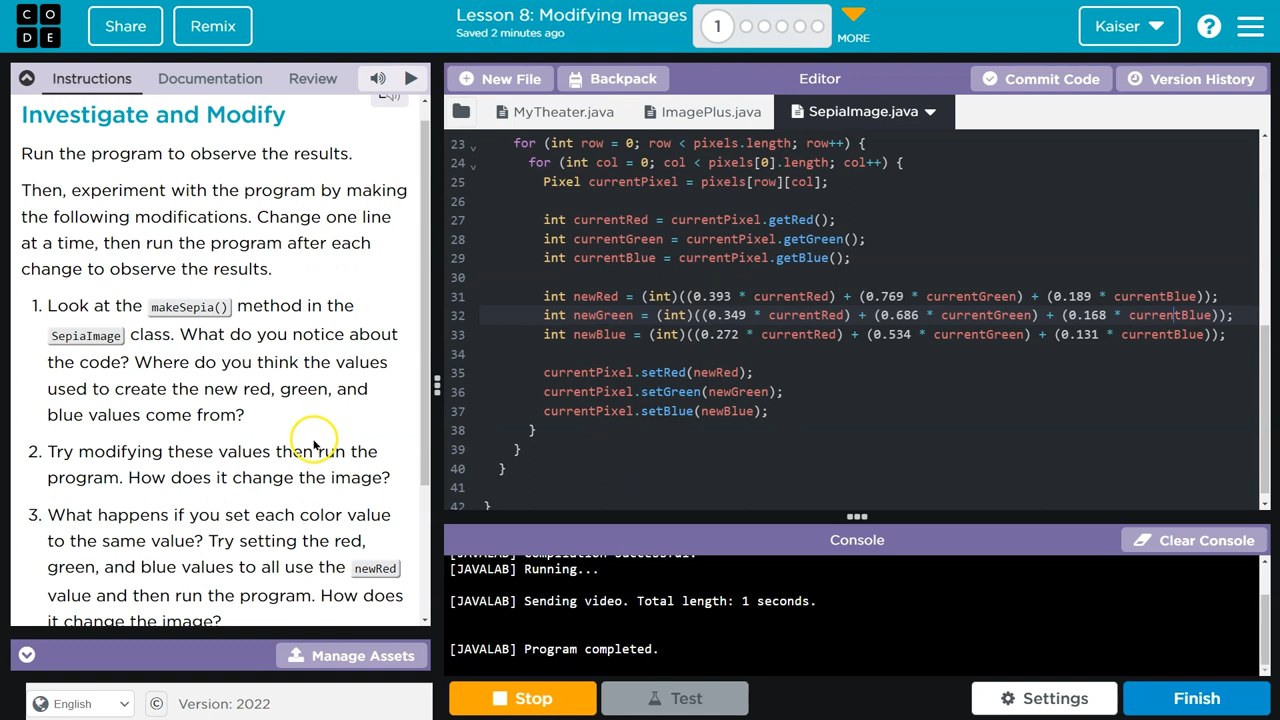 C O
D E
Share
Remix
Lesson 8: Modifying Images
Saved 2 minutes ago
1
MORE
Kaiser
?
Instructions
Documentation
Review
Investigate and Modify
Run the program to observe the results.
Then, experiment with the program by making
the following modifications. Change one line
at a time, then run the program after each
change to observe the results.
1. Look at the makeSepia() method in the
SepiaImage class. What do you notice about
the code? Where do you think the values
used to create the new red, green, and
blue values come from?
2. Try modifying these values then run the
program. How does it change the image?
3. What happens if you set each color value
to the same value? Try setting the red,
green, and blue values to all use the newRed
value and then run the program. How does
it change the image?
Manage Assets
English
©
Version: 2022
New File
Backpack
Editor
Commit Code
Version History
MyTheater.java
ImagePlus.java
SepiaImage.java
23 for (int row = 0; row < pixels.length; row++) {
24 for (int col = 0; col < pixels[0].length; col++) {
25 Pixel currentPixel = pixels[row][col];
26
27 int currentRed = currentPixel.getRed();
28 int currentGreen = currentPixel.getGreen();
29 int currentBlue = currentPixel.getBlue();
30
31 int newRed = (int)((0.393 * currentRed) + (0.769 * currentGreen) + (0.189 * currentBlue));
32 int newGreen = (int)((0.349 * currentRed) + (0.686 * currentGreen) + (0.168 * currentBlue));
33 int newBlue = (int)((0.272 * currentRed) + (0.534 * currentGreen) + (0.131 * currentBlue));
34
35 currentPixel.setRed(newRed);
36 currentPixel.setGreen(newGreen);
37 currentPixel.setBlue(newBlue);
38 }
39 }
40 }
41
42 }
Console
Clear Console
[JAVALAB] Compilation successful.
[JAVALAB] Running...
[JAVALAB] Sending video. Total length: 1 seconds.
[JAVALAB] Program completed.
Stop
Test
Settings
Finish